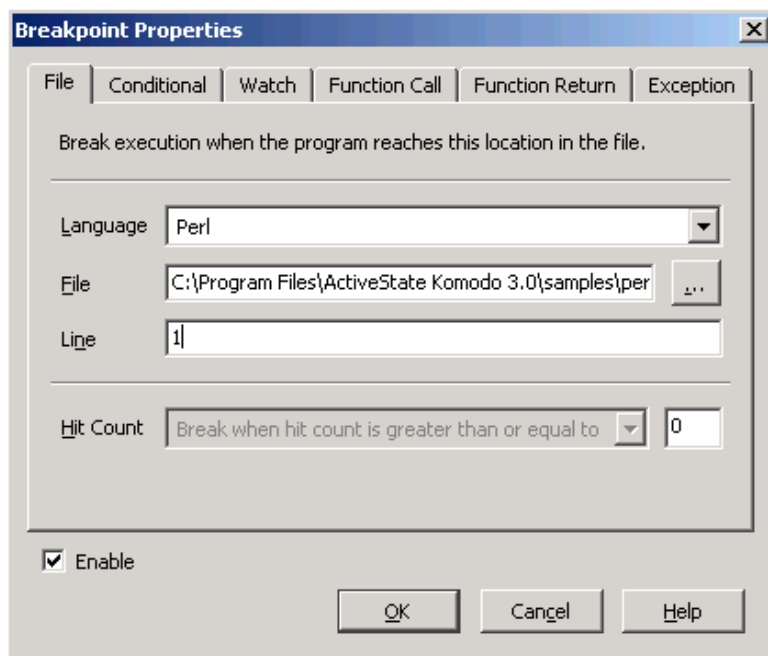 Breakpoint Properties
File Conditional Watch Function Call Function Return Exception
Break execution when the program reaches this location in the file.
Language Perl
File C:\Program Files\ActiveState Komodo 3.0\samples\per ...
Line 1
Hit Count Break when hit count is greater than or equal to 0
Enable
OK Cancel Help